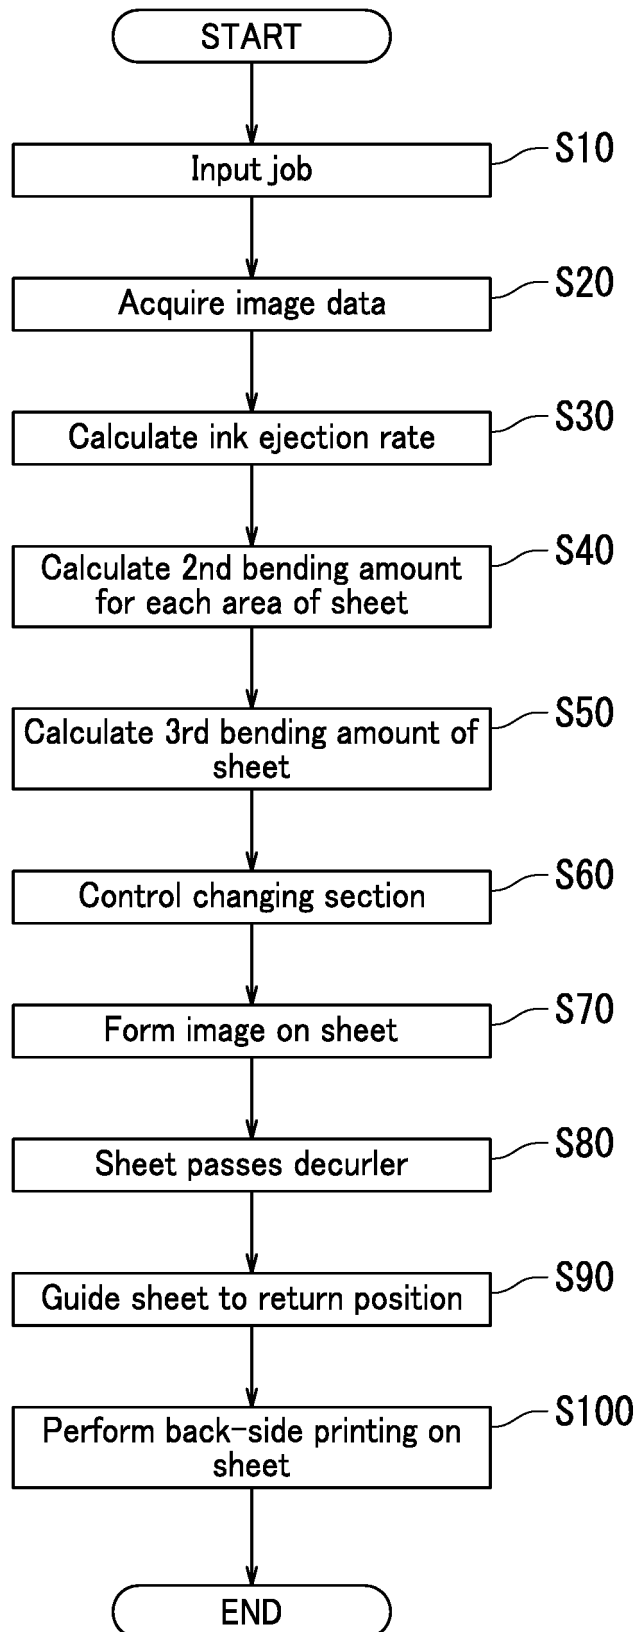 START
S10
Input job
S20
Acquire image data
S30
Calculate ink ejection rate
S40
Calculate 2nd bending amount
for each area of sheet
S50
Calculate 3rd bending amount of
sheet
S60
Control changing section
S70
Form image on sheet
S80
Sheet passes decurler
S90
Guide sheet to return position
S100
Perform back-side printing on
sheet
END